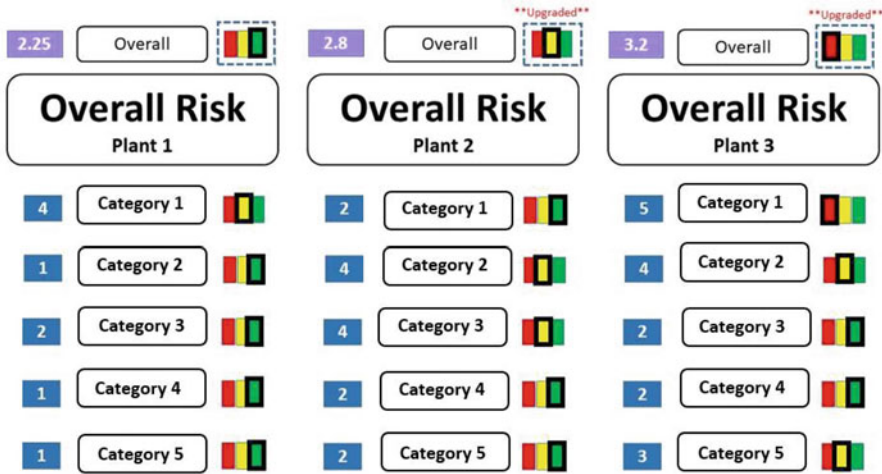 **Upgraded**
**Upgraded**
2.25 Overall
2.8 Overall
3.2 Overall
Overall Risk
Plant 1
Overall Risk
Plant 2
Overall Risk
Plant 3
4 Category 1
2 Category 1
5 Category 1
1 Category 2
4 Category 2
4 Category 2
2 Category 3
4 Category 3
2 Category 3
1 Category 4
2 Category 4
2 Category 4
1 Category 5
2 Category 5
3 Category 5